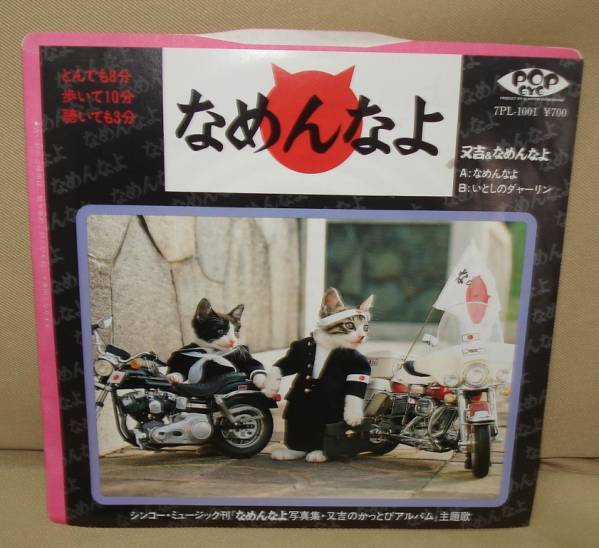 とんでも8分
歩いて10分
聴いても3分
なめんなよ
POP
EYE
7PL-1001 ¥700
又吉&なめんなよ
A:なめんなよ
B:いとしのダーリン
シンコー・ミュージック刊「なめんなよ写真集・又吉のかっとびアルバム」主題歌